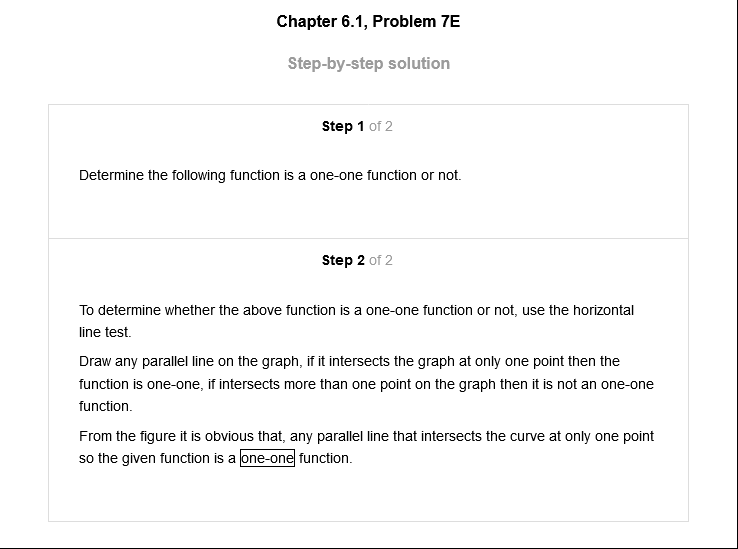 Chapter 6.1, Problem 7E
Step-by-step solution
Step 1 of 2
Determine the following function is a one-one function or not.
Step 2 of 2
To determine whether the above function is a one-one function or not, use the horizontal
line test.
Draw any parallel line on the graph, if it intersects the graph at only one point then the
function is one-one, if intersects more than one point on the graph then it is not an one-one
function.
From the figure it is obvious that, any parallel line that intersects the curve at only one point
so the given function is a one-one function.